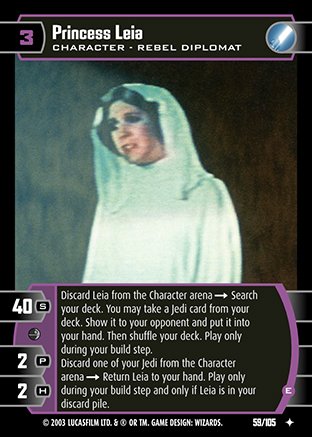 3
Princess Leia
CHARACTER - REBEL DIPLOMAT
40 S
2 P
2 H
Discard Leia from the Character arena → Search
your deck. You may take a Jedi card from your
deck. Show it to your opponent and put it into
your hand. Then shuffle your deck. Play only
during your build step.
Discard one of your Jedi from the Character
arena → Return Leia to your hand. Play only
during your build step and only if Leia is in your
discard pile.
E
© 2003 LUCASFILM LTD. & ® OR TM. GAME DESIGN: WIZARDS.
59/105